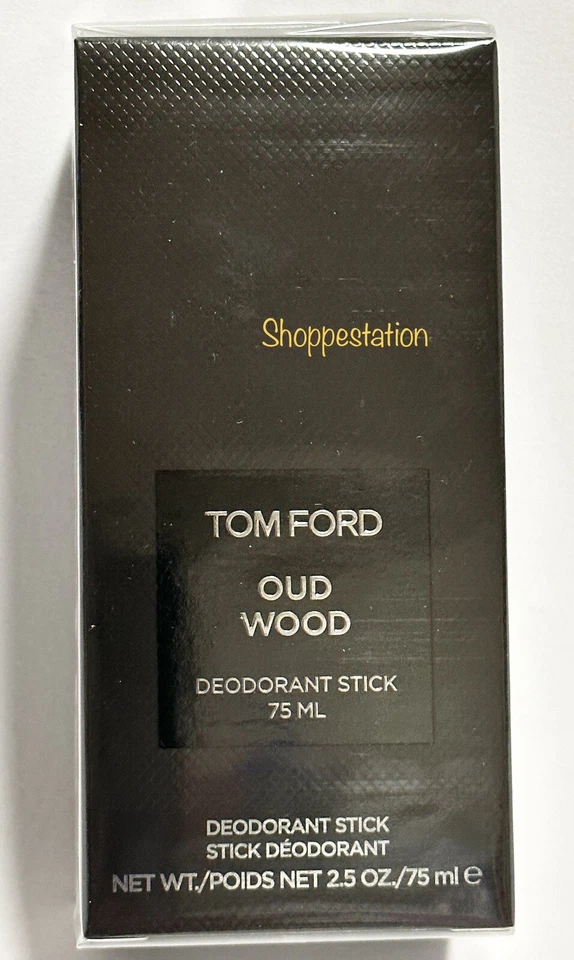 Shoppestation
TOM FORD
OUD
WOOD
DEODORANT STICK
75 ML
DEODORANT STICK
STICK DÉODORANT
NET WT./POIDS NET 2.5 OZ./75 ml ℮